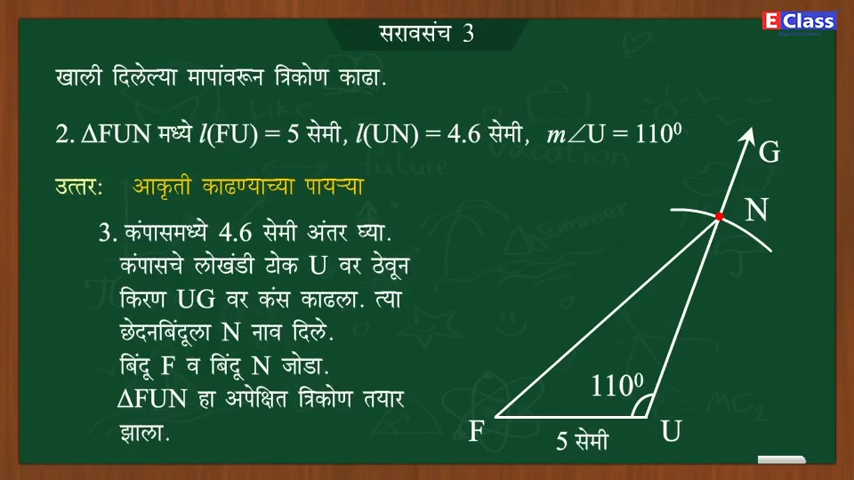 सरावसंच 3
E Class
खाली दिलेल्या मापांवरून त्रिकोण काढा.
2. ΔFUN मध्ये l(FU) = 5 सेमी, l(UN) = 4.6 सेमी, m∠U = 110⁰
उत्तर: आकृती काढण्याच्या पायऱ्या
3. कंपासमध्ये 4.6 सेमी अंतर घ्या.
कंपासचे लोखंडी टोक U वर ठेवून
किरण UG वर कंस काढला. त्या
छेदनबिंदूला N नाव दिले.
बिंदू F व बिंदू N जोडा.
ΔFUN हा अपेक्षित त्रिकोण तयार
झाला.
G
N
110⁰
F
U
5 सेमी